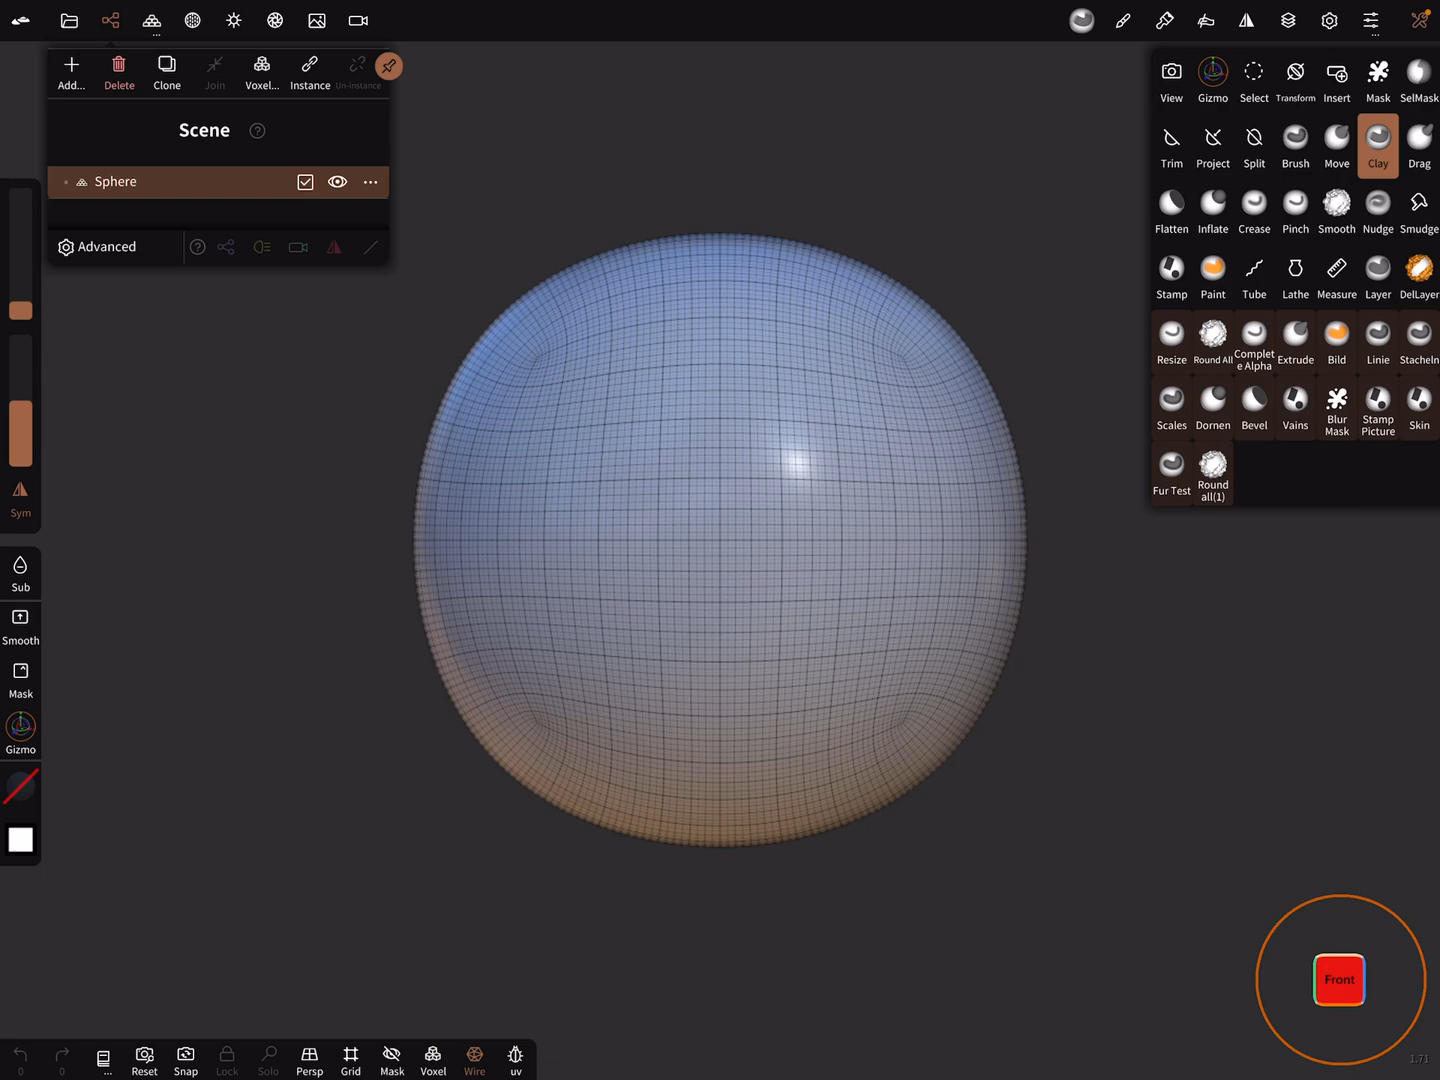 Add... Delete Clone Join Voxel... Instance Un-instance
Scene ?
Sphere ...
Advanced ?
Sym
Sub
Smooth
Mask
Gizmo
View Gizmo Select Transform Insert Mask SelMask
Trim Project Split Brush Move Clay Drag
Flatten Inflate Crease Pinch Smooth Nudge Smudge
Stamp Paint Tube Lathe Measure Layer DelLayer
Resize Round All Complet
e Alpha Extrude Bild Linie Stacheln
Scales Dornen Bevel Vains Blur
Mask Stamp
Picture Skin
Fur Test Round
all(1)
Front
0 0 ... Reset Snap Lock Solo Persp Grid Mask Voxel Wire uv
1.71